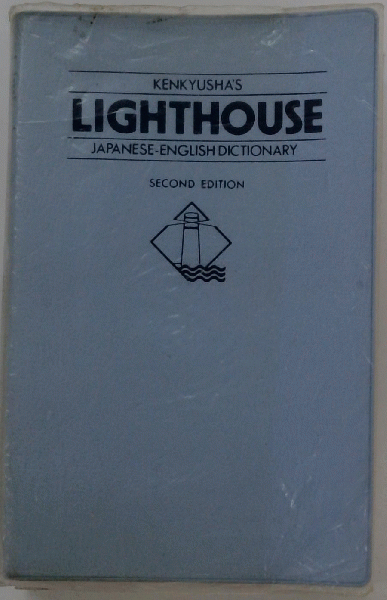 KENKYUSHA'S
LIGHTHOUSE
JAPANESE-ENGLISH DICTIONARY
SECOND EDITION